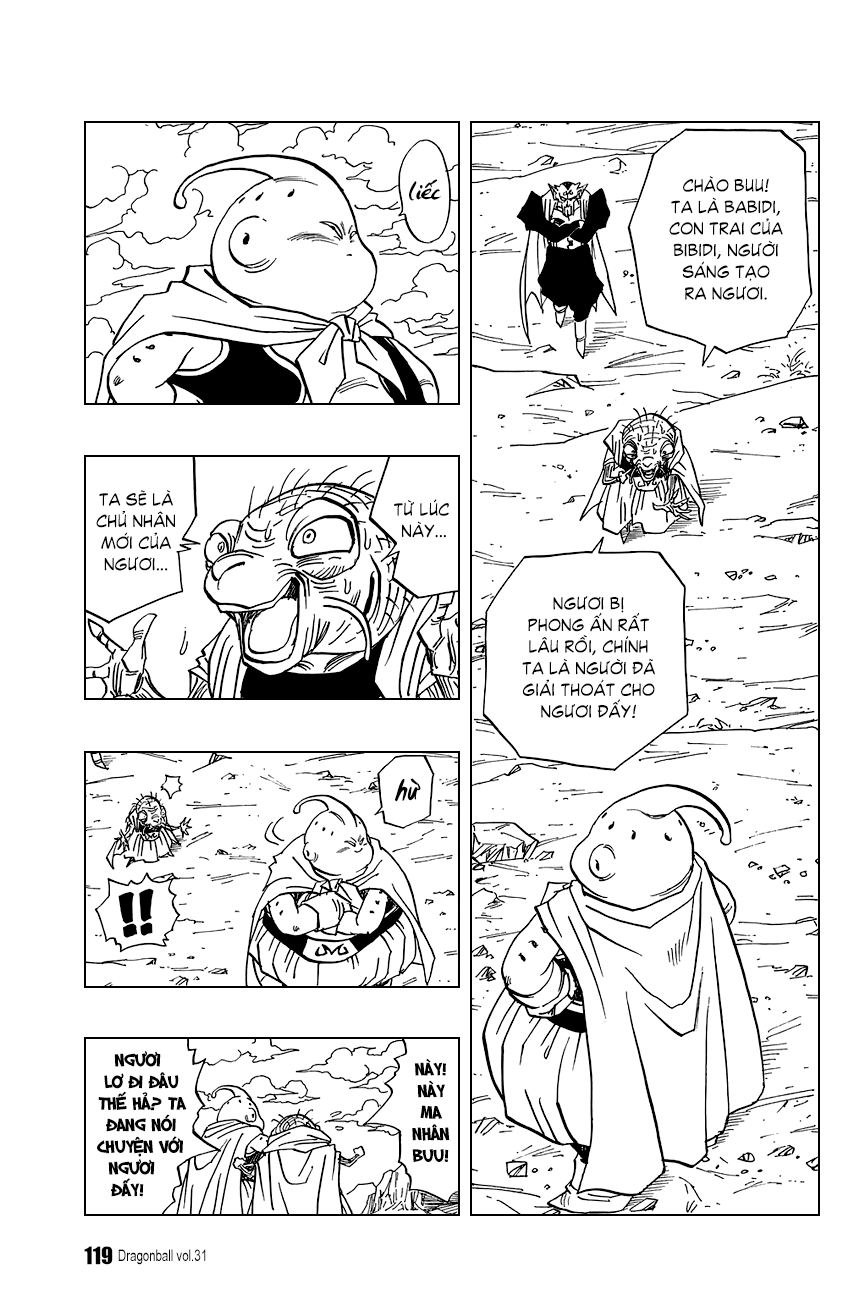 CHÀO BUU!
TA LÀ BABIDI,
CON TRAI CỦA
BIBIDI, NGƯỜI
SÁNG TẠO
RA NGƯƠI.
NGƯƠI BỊ
PHONG ẤN RẤT
LÂU RỒI, CHÍNH
TA LÀ NGƯỜI ĐÃ
GIẢI THOÁT CHO
NGƯƠI ĐẤY!
liếc
TỪ LÚC
NÀY...
TA SẼ LÀ
CHỦ NHÂN
MỚI CỦA
NGƯƠI...
hừ
!!
NÀY!
NÀY
MA
NHÂN
BUU!
NGƯƠI
LƠ ĐI ĐÂU
THẾ HẢ? TA
ĐANG NÓI
CHUYỆN VỚI
NGƯƠI
ĐẤY!
119 Dragonball vol.31